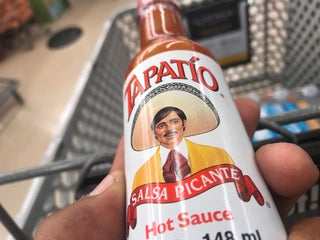 TAPATÍO
SALSA PICANTE
®
Hot Sauce
148 ml